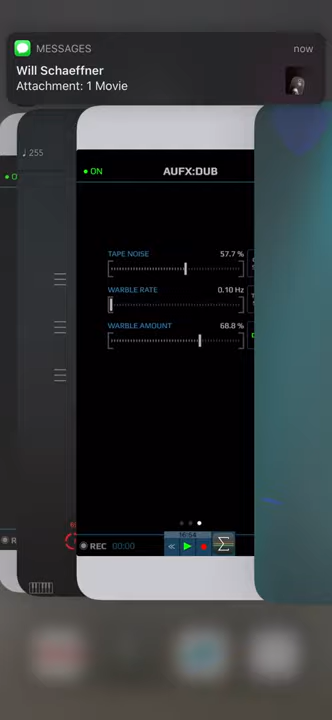 MESSAGES now
Will Schaeffner
Attachment: 1 Movie
♩255
ON AUFX:DUB
TAPE NOISE 57.7 %
WARBLE RATE 0.10 Hz
WARBLE AMOUNT 68.8 %
REC 00:00
Σ